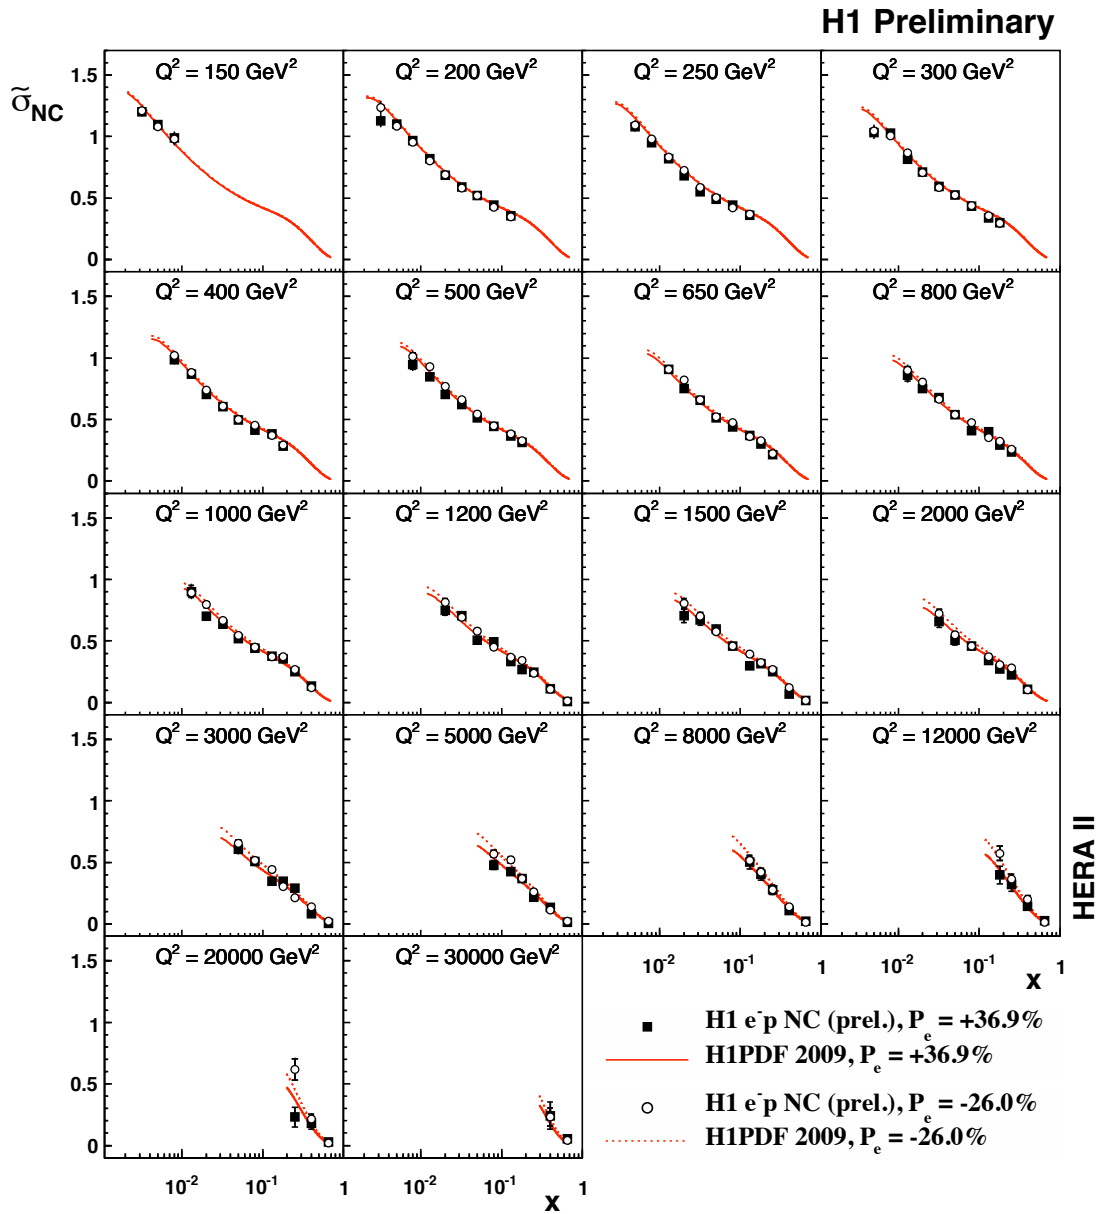 H1 Preliminary
σ̃NC
Q² = 150 GeV² Q² = 200 GeV² Q² = 250 GeV² Q² = 300 GeV²
1.5
1
0.5
0
Q² = 400 GeV² Q² = 500 GeV² Q² = 650 GeV² Q² = 800 GeV²
1.5
1
0.5
0
Q² = 1000 GeV² Q² = 1200 GeV² Q² = 1500 GeV² Q² = 2000 GeV²
1.5
1
0.5
0
Q² = 3000 GeV² Q² = 5000 GeV² Q² = 8000 GeV² Q² = 12000 GeV²
1.5
1
0.5
0
HERA II
Q² = 20000 GeV² Q² = 30000 GeV²
1.5
1
0.5
0
10⁻² 10⁻¹ 1 10⁻² 10⁻¹ 1
x
H1 e⁻p NC (prel.), Pe = +36.9%
H1PDF 2009, Pe = +36.9%
H1 e⁻p NC (prel.), Pe = -26.0%
H1PDF 2009, Pe = -26.0%
10⁻² 10⁻¹ 1 10⁻² 10⁻¹ 1
x